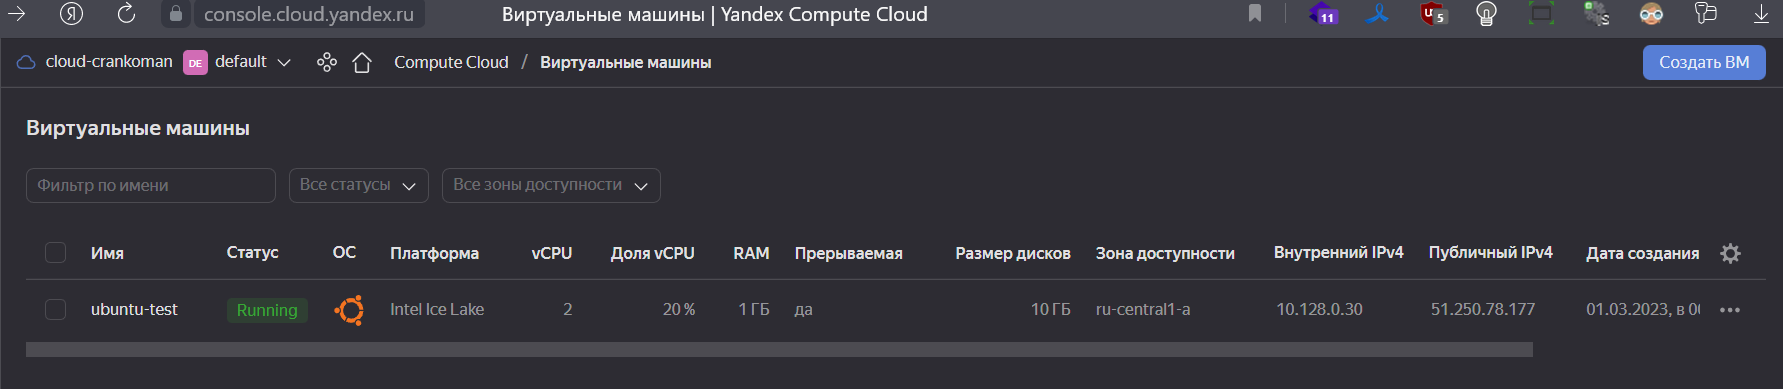 console.cloud.yandex.ru Виртуальные машины | Yandex Compute Cloud 11 5 S
cloud-crankoman DE default Compute Cloud / Виртуальные машины Создать ВМ
Виртуальные машины
Фильтр по имени Все статусы Все зоны доступности
Имя Статус ОС Платформа vCPU Доля vCPU RAM Прерываемая Размер дисков Зона доступности Внутренний IPv4 Публичный IPv4 Дата создания
ubuntu-test Running Intel Ice Lake 2 20 % 1 ГБ да 10 ГБ ru-central1-a 10.128.0.30 51.250.78.177 01.03.2023, в